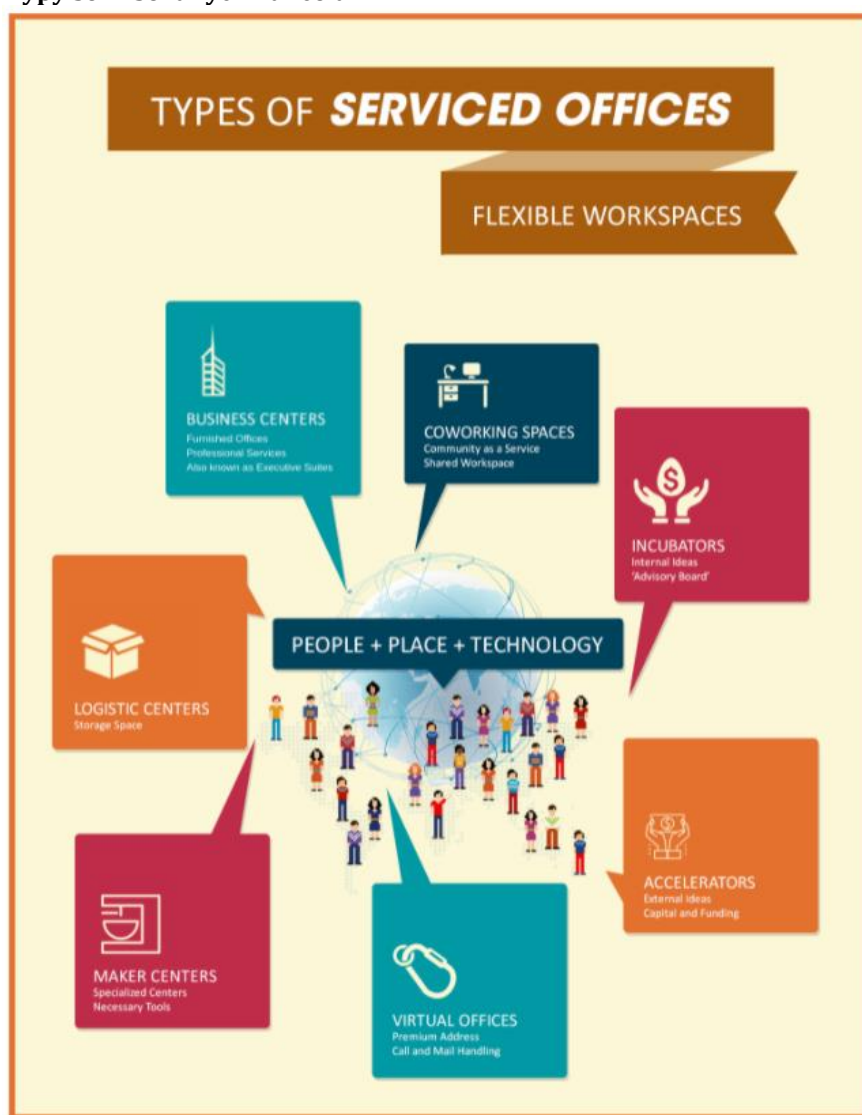 TYPES OF SERVICED OFFICES
FLEXIBLE WORKSPACES
BUSINESS CENTERS
Furnished Offices
Professional Services
Also known as Executive Suites
COWORKING SPACES
Community as a Service
Shared Workspace
INCUBATORS
Internal Ideas
'Advisory Board'
PEOPLE + PLACE + TECHNOLOGY
LOGISTIC CENTERS
Storage Space
ACCELERATORS
External Ideas
Capital and Funding
MAKER CENTERS
Specialized Centers
Necessary Tools
VIRTUAL OFFICES
Premium Address
Call and Mail Handling